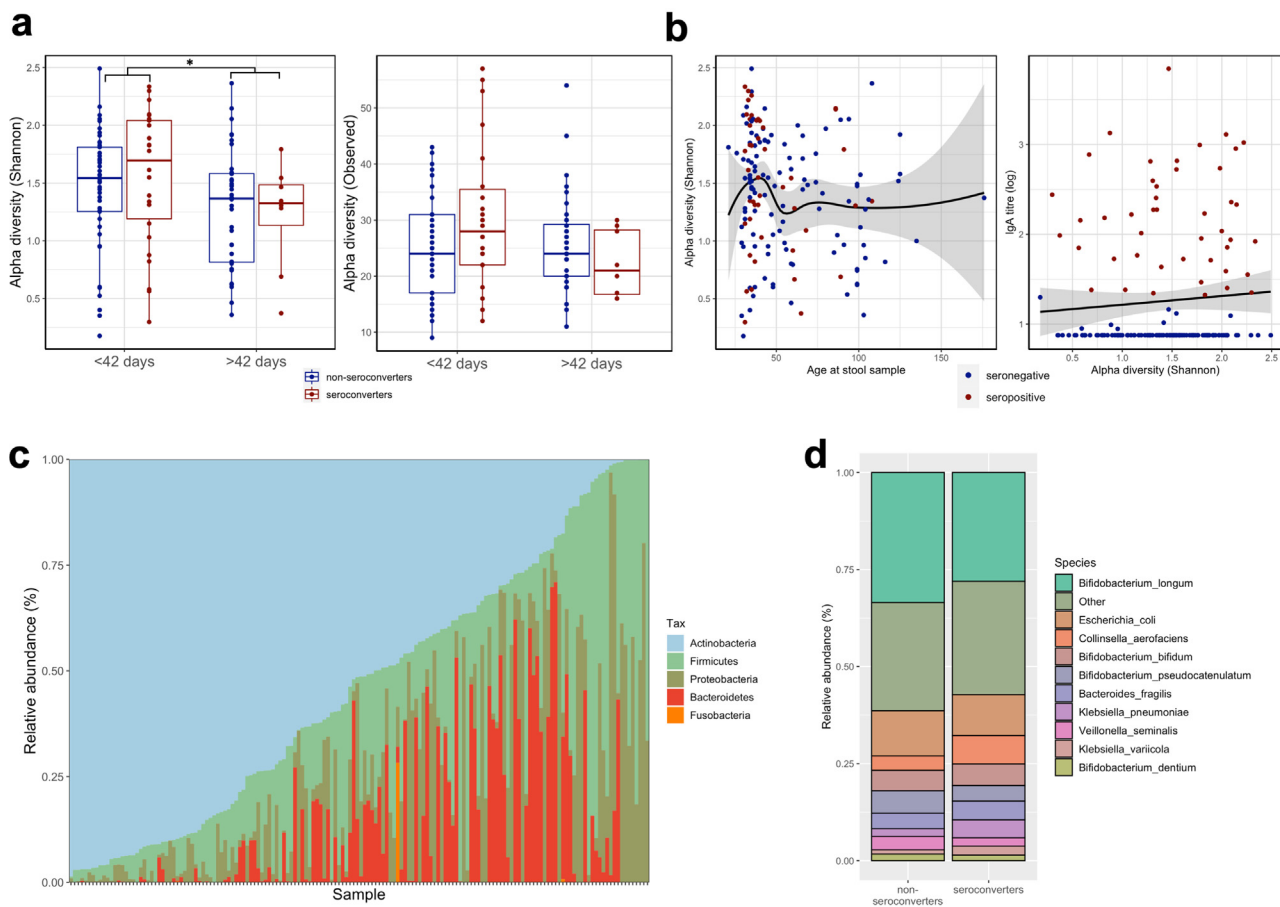 a
Alpha diversity (Shannon)
2.5
2.0
1.5
1.0
0.5
*
<42 days
>42 days
Alpha diversity (Observed)
50
40
30
20
10
<42 days
>42 days
non-seroconverters
seroconverters
b
Alpha diversity (Shannon)
2.5
2.0
1.5
1.0
0.5
50
100
150
Age at stool sample
IgA titre (log)
3
2
1
0.5
1.0
1.5
2.0
2.5
Alpha diversity (Shannon)
seronegative
seropositive
c
Relative abundance (%)
1.00
0.75
0.50
0.25
0.00
Sample
Tax
Actinobacteria
Firmicutes
Proteobacteria
Bacteroidetes
Fusobacteria
d
Relative abundance (%)
1.00
0.75
0.50
0.25
0.00
non-
seroconverters
seroconverters
Species
Bifidobacterium_longum
Other
Escherichia_coli
Collinsella_aerofaciens
Bifidobacterium_bifidum
Bifidobacterium_pseudocatenulatum
Bacteroides_fragilis
Klebsiella_pneumoniae
Veillonella_seminalis
Klebsiella_variicola
Bifidobacterium_dentium